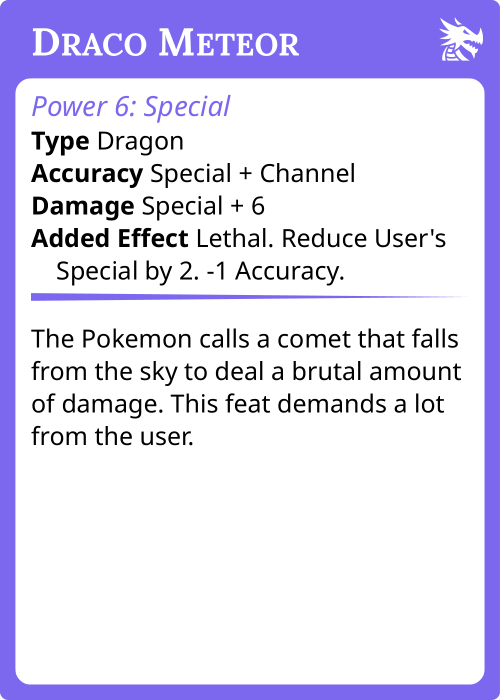 Draco Meteor
Power 6: Special
Type Dragon
Accuracy Special + Channel
Damage Special + 6
Added Effect Lethal. Reduce User's
Special by 2. -1 Accuracy.
The Pokemon calls a comet that falls
from the sky to deal a brutal amount
of damage. This feat demands a lot
from the user.